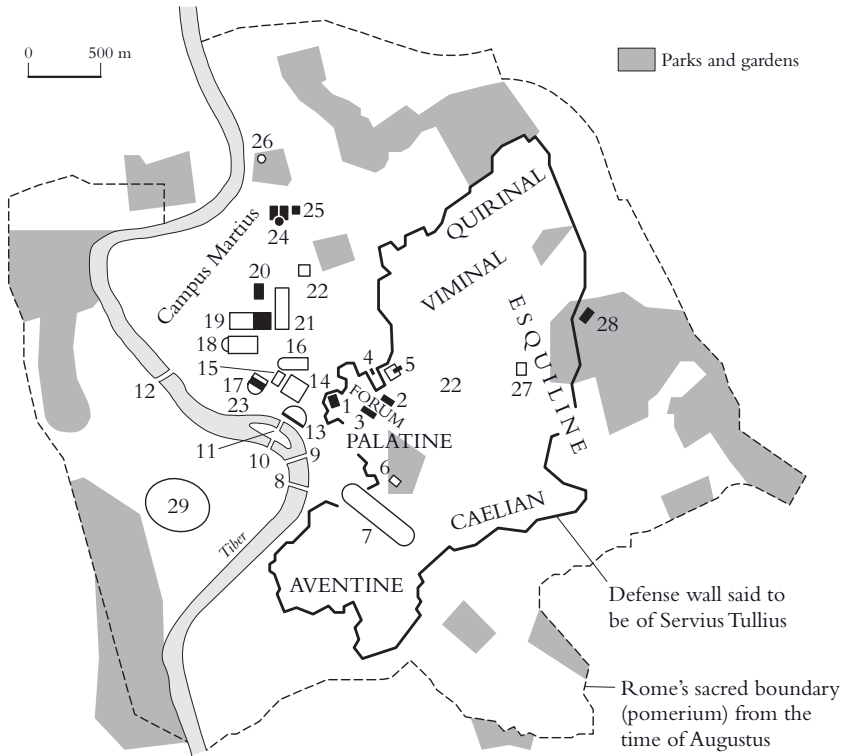 0 500 m
Parks and gardens
26
QUIRINAL
25
24
Campus Martius
VIMINAL
20
22
ESQUILINE
19
21
28
18
16
15
4
5
12
17
14
1
FORUM
2
22
27
23
3
11
13
PALATINE
10
9
6
8
29
CAELIAN
7
Tiber
AVENTINE
Defense wall said to
be of Servius Tullius
Rome's sacred boundary
(pomerium) from the
time of Augustus